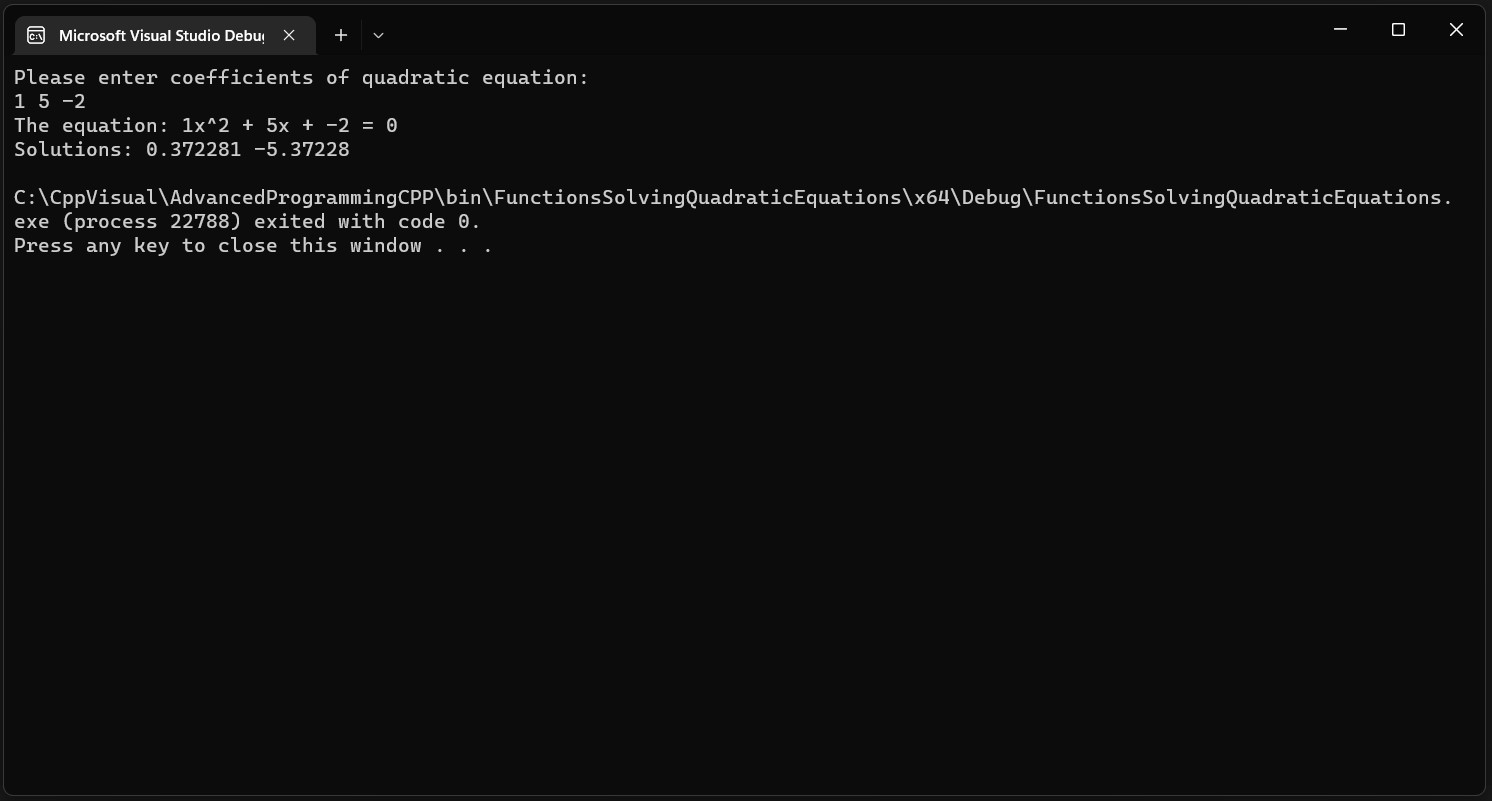 Microsoft Visual Studio Debu
Please enter coefficients of quadratic equation:
1 5 -2
The equation: 1x^2 + 5x + -2 = 0
Solutions: 0.372281 -5.37228
C:\CppVisual\AdvancedProgrammingCPP\bin\FunctionsSolvingQuadraticEquations\x64\Debug\FunctionsSolvingQuadraticEquations.
exe (process 22788) exited with code 0.
Press any key to close this window . . .